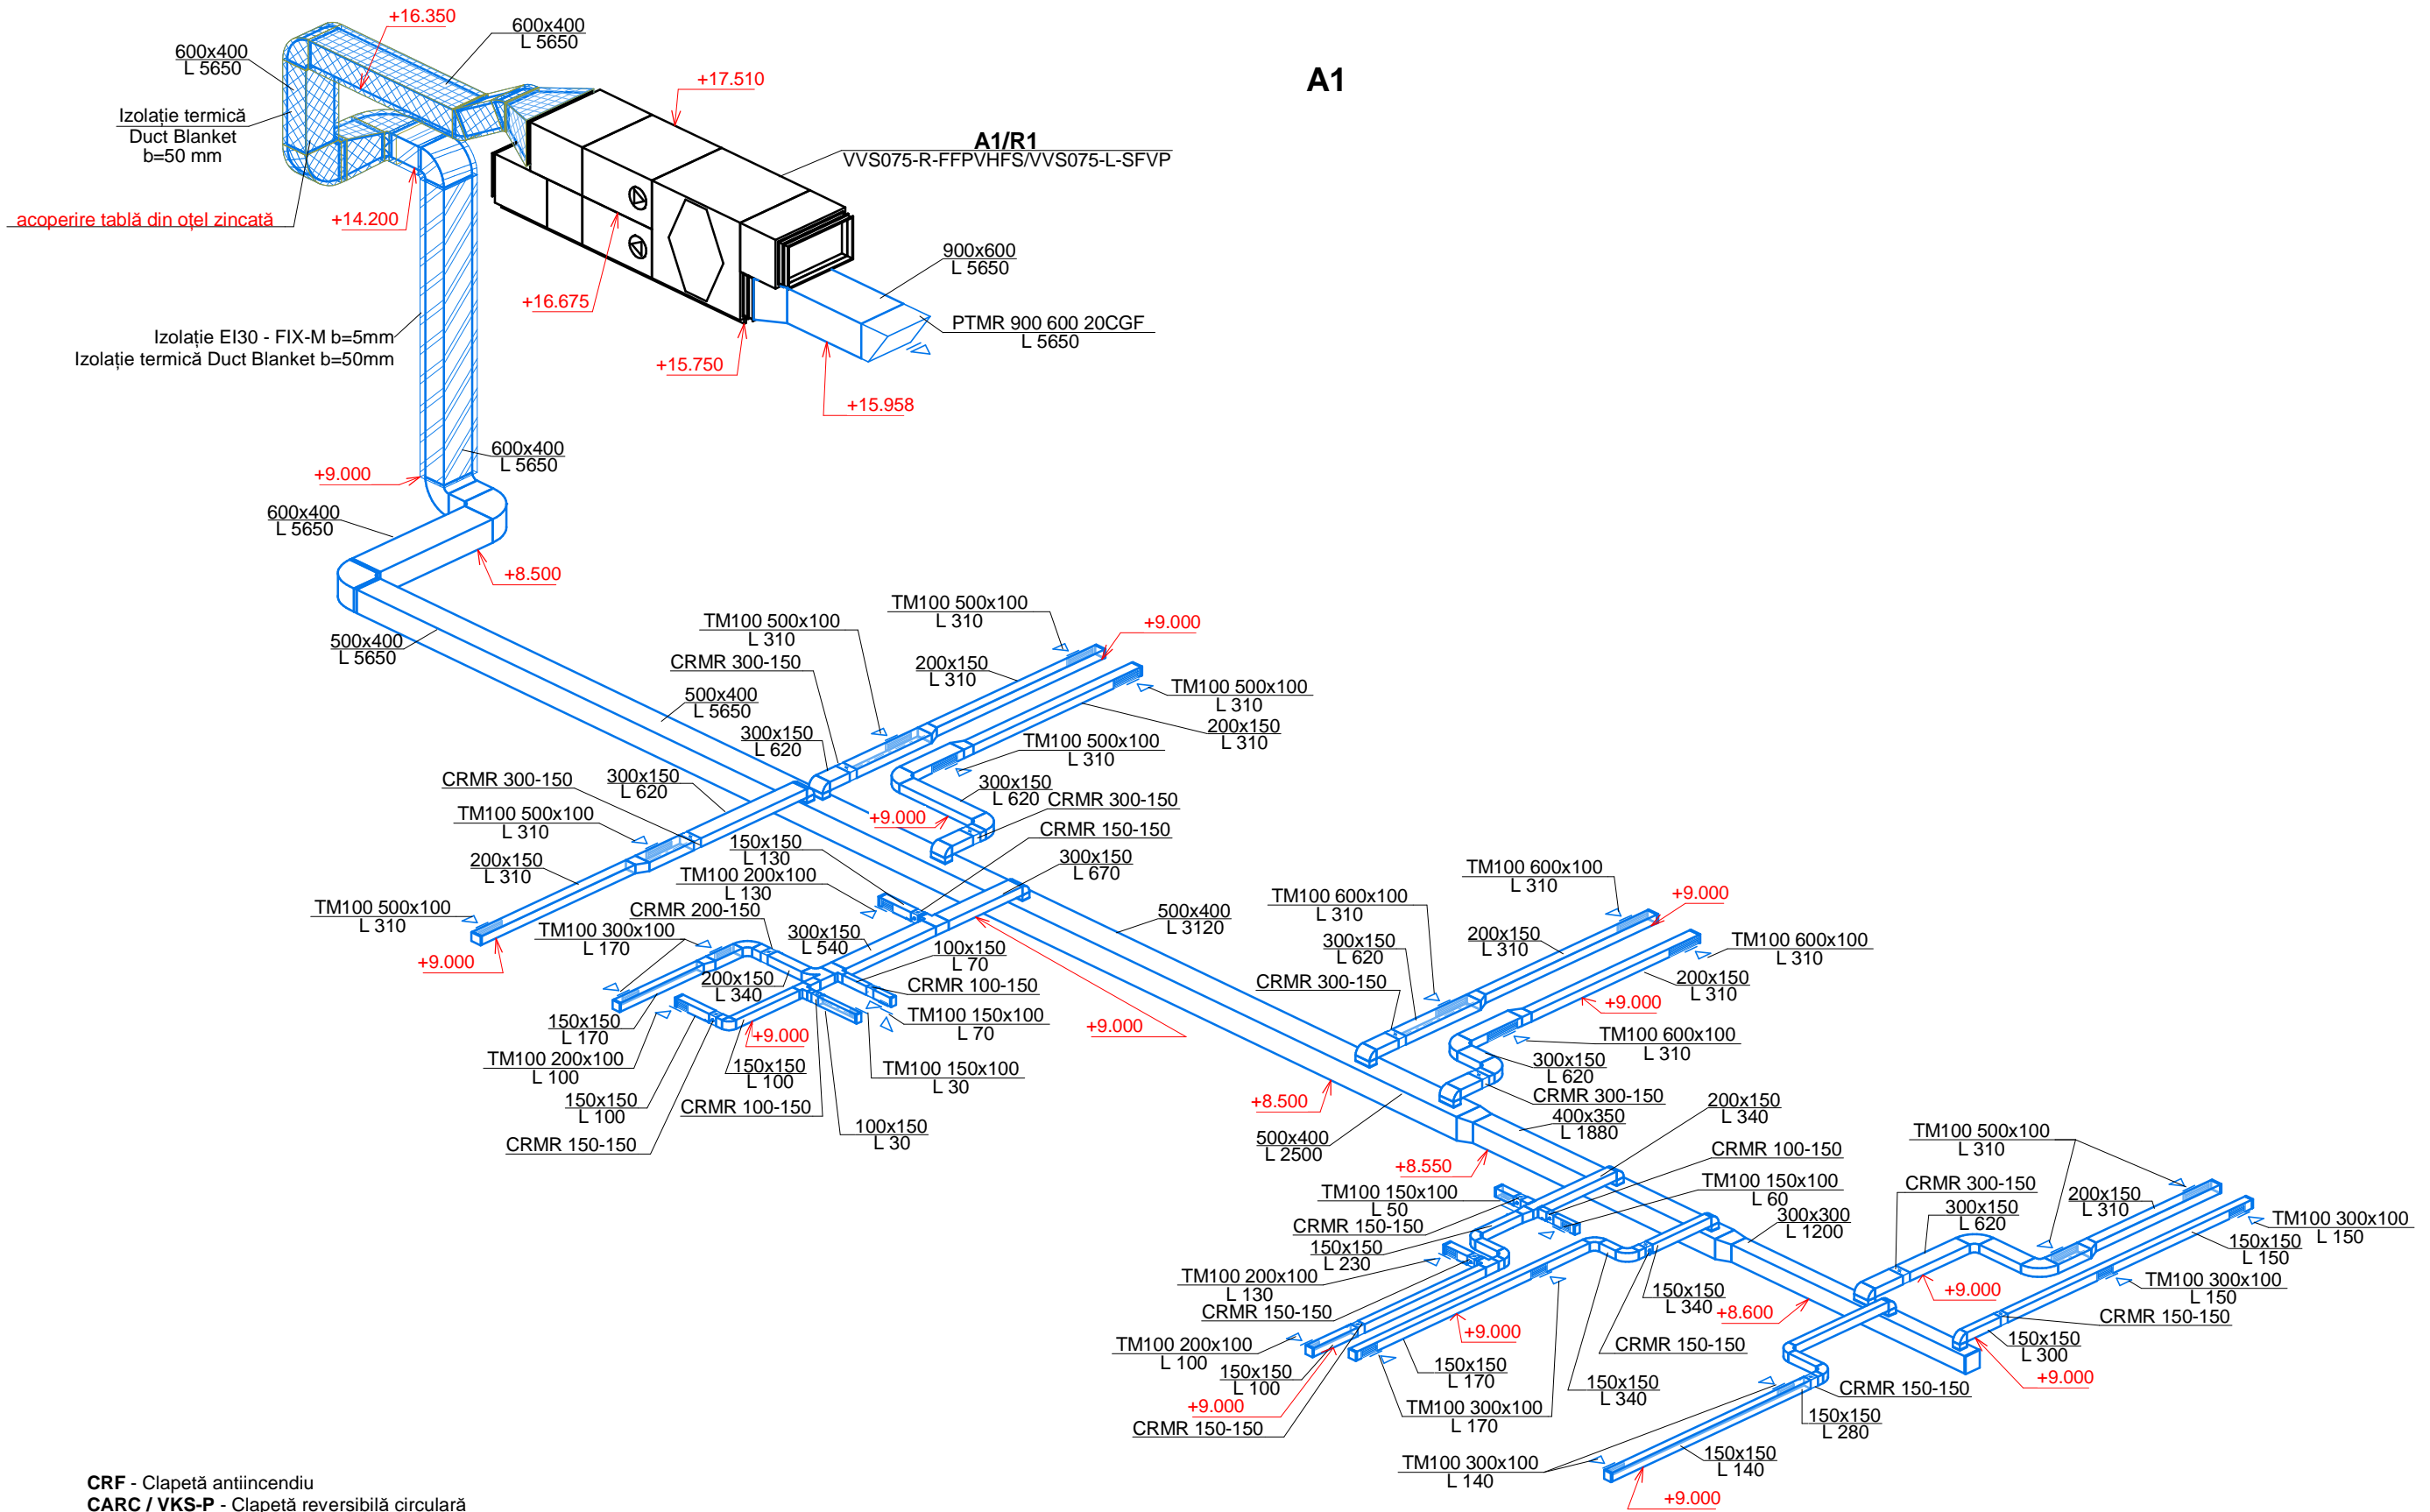 A1
+16.350
600x400
L 5650
600x400
L 5650
+17.510
Izolație termică
Duct Blanket
b=50 mm
A1/R1
VVS075-R-FFPVHFS/VVS075-L-SFVP
acoperire tablă din oțel zincată
+14.200
900x600
L 5650
+16.675
PTMR 900 600 20CGF
L 5650
Izolație EI30 - FIX-M b=5mm
Izolație termică Duct Blanket b=50mm
+15.750
+15.958
600x400
L 5650
+9.000
600x400
L 5650
+8.500
TM100 500x100
L 310
TM100 500x100
L 310
+9.000
500x400
L 5650
CRMR 300-150
200x150
L 310
TM100 500x100
L 310
500x400
L 5650
300x150
L 620
200x150
L 310
TM100 500x100
L 310
CRMR 300-150
300x150
L 620
300x150
L 620
CRMR 300-150
TM100 500x100
L 310
+9.000
CRMR 150-150
150x150
L 130
300x150
L 670
200x150
L 310
TM100 200x100
L 130
TM100 600x100
L 310
TM100 600x100
L 310
+9.000
TM100 500x100
L 310
CRMR 200-150
500x400
L 3120
TM100 300x100
L 170
300x150
L 540
200x150
L 310
300x150
L 620
TM100 600x100
L 310
+9.000
100x150
L 70
200x150
L 340
CRMR 100-150
CRMR 300-150
200x150
L 310
+9.000
150x150
L 170
TM100 150x100
L 70
+9.000
+9.000
TM100 600x100
L 310
TM100 200x100
L 100
150x150
L 100
TM100 150x100
L 30
300x150
L 620
150x150
L 100
CRMR 100-150
+8.500
CRMR 300-150
200x150
L 340
CRMR 150-150
100x150
L 30
500x400
L 2500
400x350
L 1880
TM100 500x100
L 310
CRMR 100-150
+8.550
CRMR 300-150
TM100 150x100
L 60
TM100 150x100
L 50
200x150
L 310
CRMR 150-150
300x150
L 620
300x300
L 1200
TM100 300x100
L 150
150x150
L 230
150x150
L 150
TM100 200x100
L 130
150x150
L 340
TM100 300x100
L 150
+9.000
CRMR 150-150
+8.600
CRMR 150-150
+9.000
TM100 200x100
L 100
CRMR 150-150
150x150
L 300
150x150
L 100
150x150
L 170
150x150
L 340
+9.000
CRMR 150-150
+9.000
TM100 300x100
L 170
150x150
L 280
CRMR 150-150
TM100 300x100
L 140
150x150
L 140
+9.000
CRF - Clapetă antiincendiu
CARC / VKS-P - Clapetă reversibilă circulară